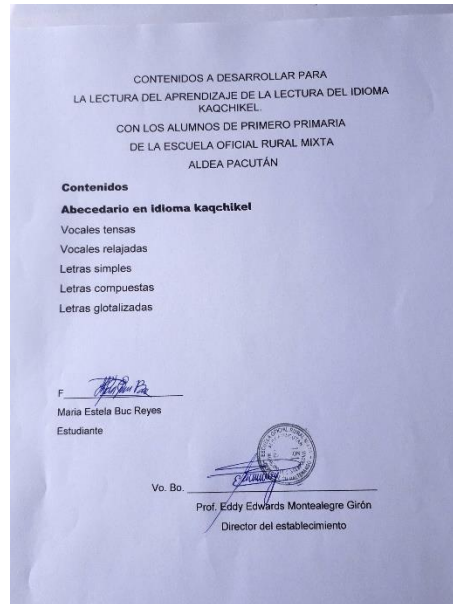 CONTENIDOS A DESARROLLAR PARA
LA LECTURA DEL APRENDIZAJE DE LA LECTURA DEL IDIOMA
KAQCHIKEL.
CON LOS ALUMNOS DE PRIMERO PRIMARIA
DE LA ESCUELA OFICIAL RURAL MIXTA
ALDEA PACUTÁN
Contenidos
Abecedario en idioma kaqchikel
Vocales tensas
Vocales relajadas
Letras simples
Letras compuestas
Letras glotalizadas
F
Maria Estela Buc Reyes
Estudiante
ESCUELA OFICIAL RURAL
Vo. Bo.
Prof. Eddy Edwards Montealegre Girón
Director del establecimiento